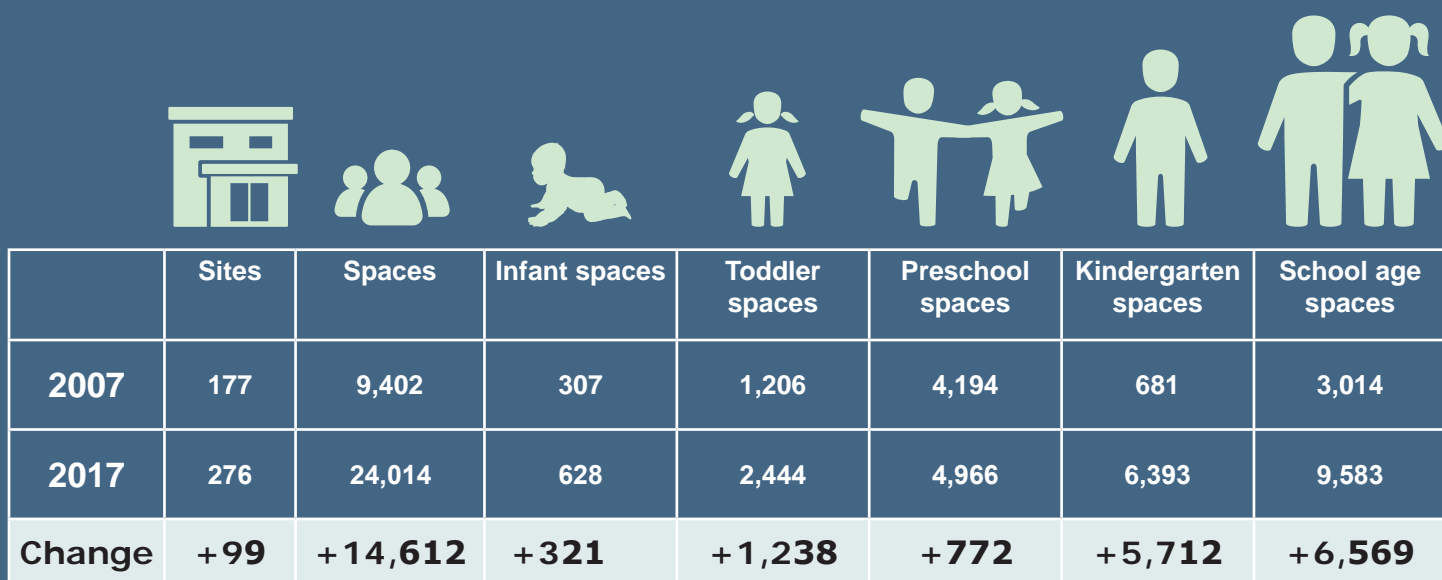 Sites Spaces Infant spaces Toddler spaces Preschool spaces Kindergarten spaces School age spaces
2007 177 9,402 307 1,206 4,194 681 3,014
2017 276 24,014 628 2,444 4,966 6,393 9,583
Change +99 +14,612 +321 +1,238 +772 +5,712 +6,569